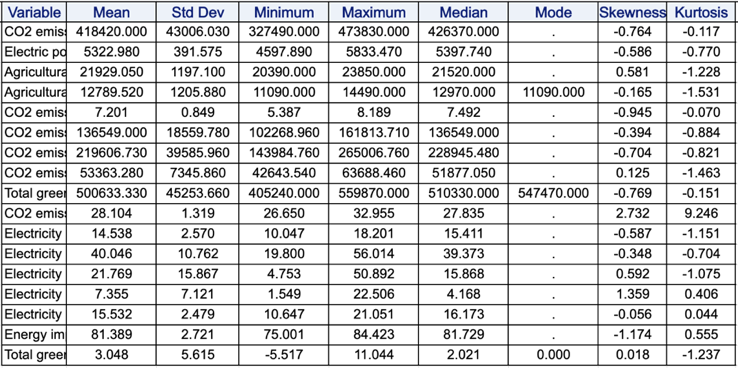 Variable Mean Std Dev Minimum Maximum Median Mode Skewness Kurtosis
CO2 emis 418420.000 43006.030 327490.000 473830.000 426370.000 . -0.764 -0.117
Electric po 5322.980 391.575 4597.890 5833.470 5397.740 . -0.586 -0.770
Agricultura 21929.050 1197.100 20390.000 23850.000 21520.000 . 0.581 -1.228
Agricultura 12789.520 1205.880 11090.000 14490.000 12970.000 11090.000 -0.165 -1.531
CO2 emis 7.201 0.849 5.387 8.189 7.492 . -0.945 -0.070
CO2 emis 136549.000 18559.780 102268.960 161813.710 136549.000 . -0.394 -0.884
CO2 emis 219606.730 39585.960 143984.760 265006.760 228945.480 . -0.704 -0.821
CO2 emis 53363.280 7345.860 42643.540 63688.460 51877.050 . 0.125 -1.463
Total green 500633.330 45253.660 405240.000 559870.000 510330.000 547470.000 -0.769 -0.151
CO2 emis 28.104 1.319 26.650 32.955 27.835 . 2.732 9.246
Electricity 14.538 2.570 10.047 18.201 15.411 . -0.587 -1.151
Electricity 40.046 10.762 19.800 56.014 39.373 . -0.348 -0.704
Electricity 21.769 15.867 4.753 50.892 15.868 . 0.592 -1.075
Electricity 7.355 7.121 1.549 22.506 4.168 . 1.359 0.406
Electricity 15.532 2.479 10.647 21.051 16.173 . -0.056 0.044
Energy im 81.389 2.721 75.001 84.423 81.729 . -1.174 0.555
Total green 3.048 5.615 -5.517 11.044 2.021 0.000 0.018 -1.237